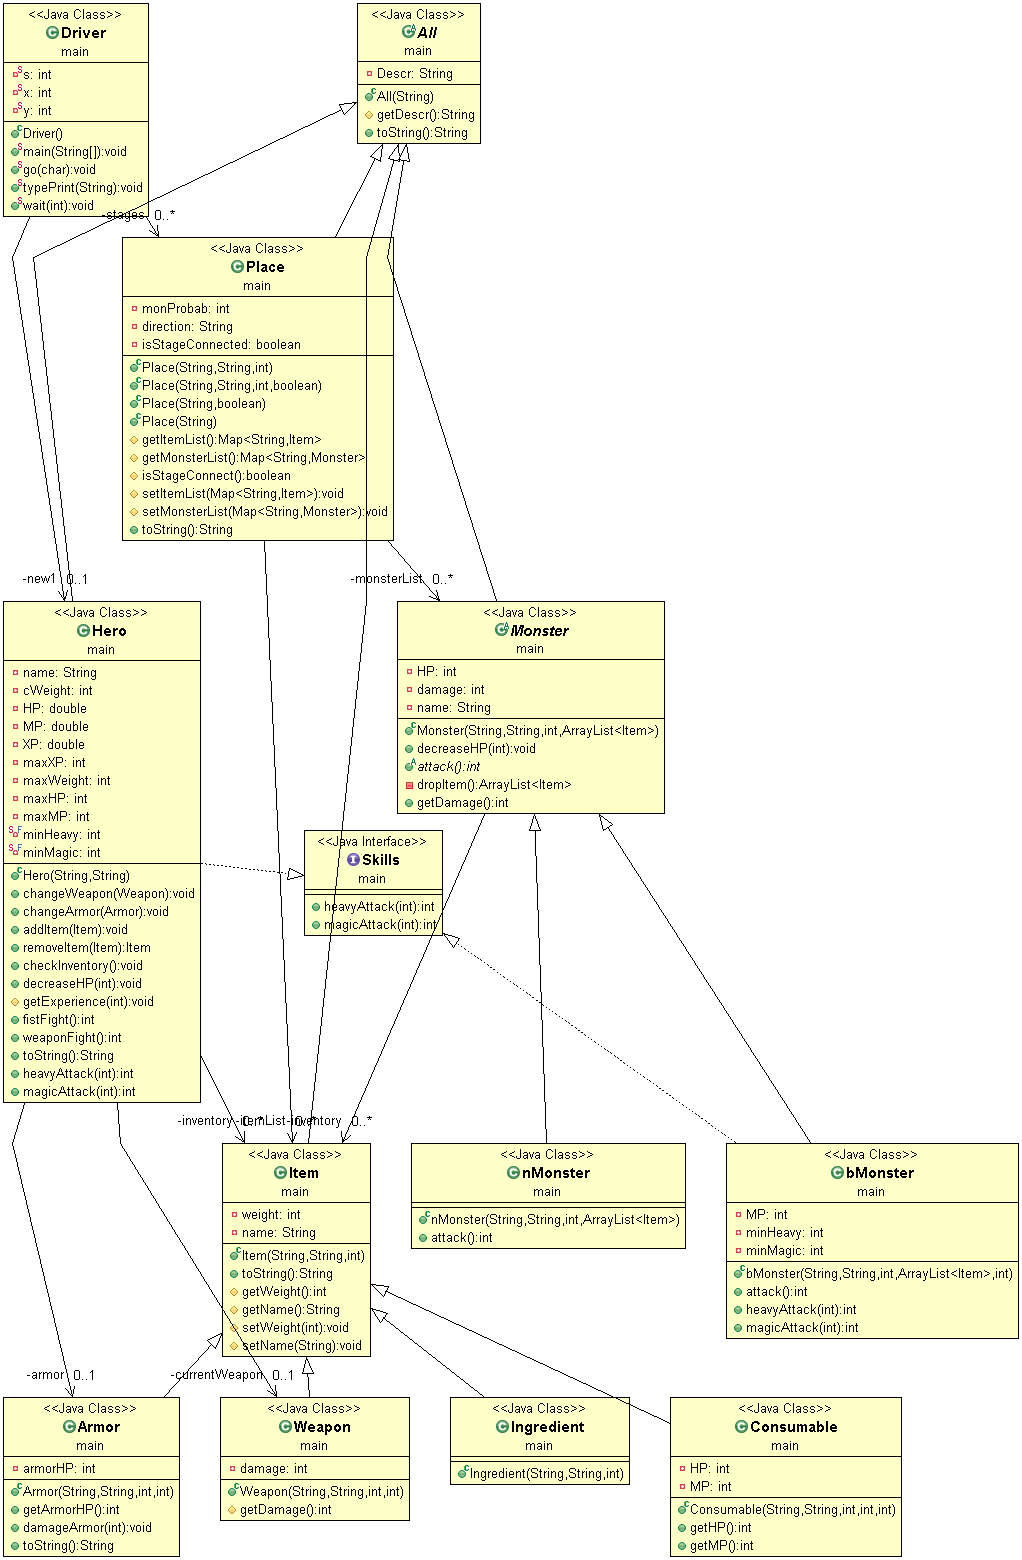 <<Java Class>>
Driver
main
s: int
x: int
y: int
Driver()
main(String[]):void
go(char):void
typePrint(String):void
wait(int):void
<<Java Class>>
All
main
Descr: String
All(String)
getDescr():String
toString():String
-stages 0..*
<<Java Class>>
Place
main
monProbab: int
direction: String
isStageConnected: boolean
Place(String,String,int)
Place(String,String,int,boolean)
Place(String,boolean)
Place(String)
getItemList():Map<String,Item>
getMonsterList():Map<String,Monster>
isStageConnect():boolean
setItemList(Map<String,Item>):void
setMonsterList(Map<String,Monster>):void
toString():String
-new1 0..1
-monsterList 0..*
<<Java Class>>
Hero
main
name: String
cWeight: int
HP: double
MP: double
XP: double
maxXP: int
maxWeight: int
maxHP: int
maxMP: int
minHeavy: int
minMagic: int
Hero(String,String)
changeWeapon(Weapon):void
changeArmor(Armor):void
addItem(Item):void
removeItem(Item):Item
checkInventory():void
decreaseHP(int):void
getExperience(int):void
fistFight():int
weaponFight():int
toString():String
heavyAttack(int):int
magicAttack(int):int
<<Java Class>>
Monster
main
HP: int
damage: int
name: String
Monster(String,String,int,ArrayList<Item>)
decreaseHP(int):void
attack():int
dropItem():ArrayList<Item>
getDamage():int
<<Java Interface>>
Skills
main
heavyAttack(int):int
magicAttack(int):int
-inventory 0..*
-itemList 0..*
-inventory 0..*
<<Java Class>>
Item
main
weight: int
name: String
Item(String,String,int)
toString():String
getWeight():int
getName():String
setWeight(int):void
setName(String):void
<<Java Class>>
nMonster
main
nMonster(String,String,int,ArrayList<Item>)
attack():int
<<Java Class>>
bMonster
main
MP: int
minHeavy: int
minMagic: int
bMonster(String,String,int,ArrayList<Item>,int)
attack():int
heavyAttack(int):int
magicAttack(int):int
-armor 0..1
-currentWeapon 0..1
<<Java Class>>
Armor
main
armorHP: int
Armor(String,String,int,int)
getArmorHP():int
damageArmor(int):void
toString():String
<<Java Class>>
Weapon
main
damage: int
Weapon(String,String,int,int)
getDamage():int
<<Java Class>>
Ingredient
main
Ingredient(String,String,int)
<<Java Class>>
Consumable
main
HP: int
MP: int
Consumable(String,String,int,int,int)
getHP():int
getMP():int